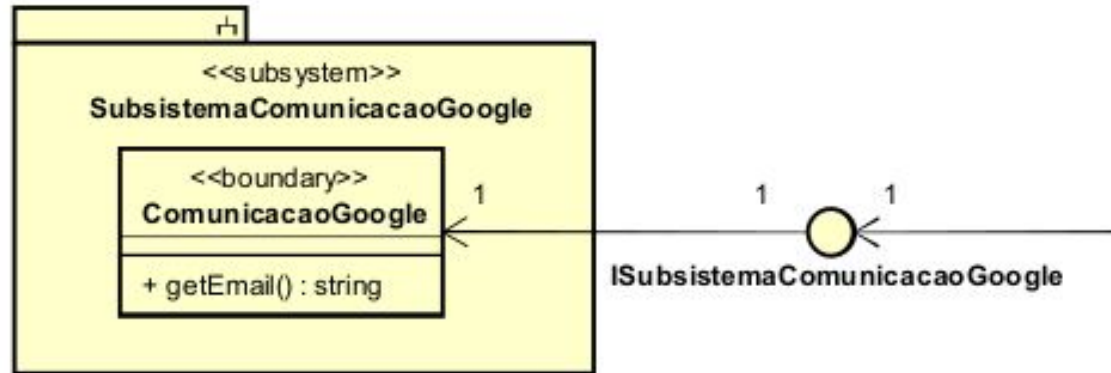 <<subsystem>>
SubsistemaComunicacaoGoogle
<<boundary>>
ComunicacaoGoogle
1
1
1
+ getEmail() : string
ISubsistemaComunicacaoGoogle